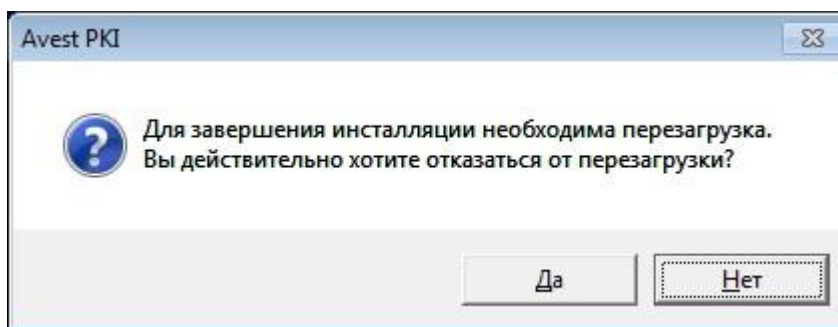 Avest PKI
Для завершения инсталляции необходима перезагрузка.
Вы действительно хотите отказаться от перезагрузки?
Да
Нет